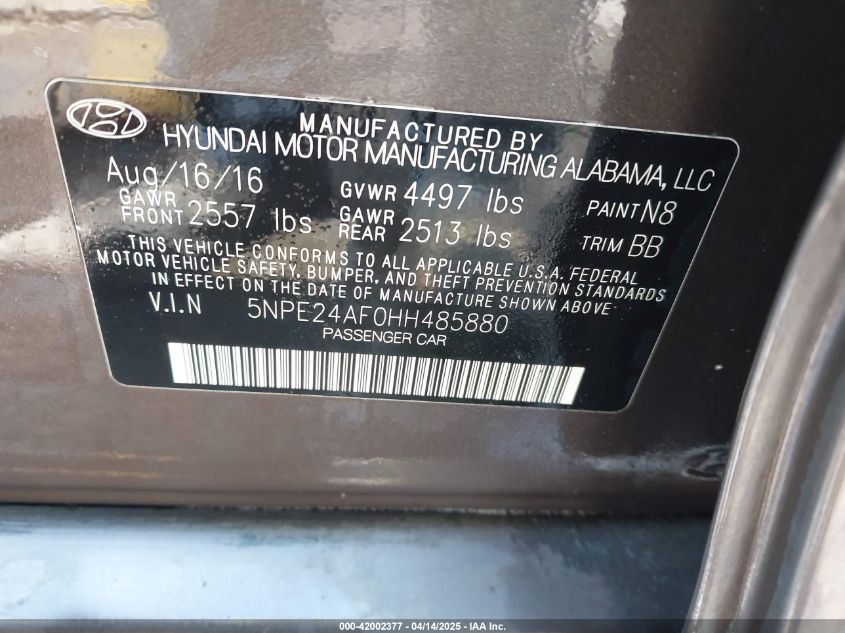 MANUFACTURED BY
HYUNDAI MOTOR MANUFACTURING ALABAMA, LLC
Aug/16/16 GVWR 4497 lbs PAINT N8
GAWR FRONT 2557 lbs GAWR REAR 2513 lbs TRIM BB
THIS VEHICLE CONFORMS TO ALL APPLICABLE U.S.A. FEDERAL
MOTOR VEHICLE SAFETY, BUMPER, AND THEFT PREVENTION STANDARDS
IN EFFECT ON THE DATE OF MANUFACTURE SHOWN ABOVE
V.I.N 5NPE24AF0HH485880
PASSENGER CAR
000-42002377 - 04/14/2025 - IAA Inc.